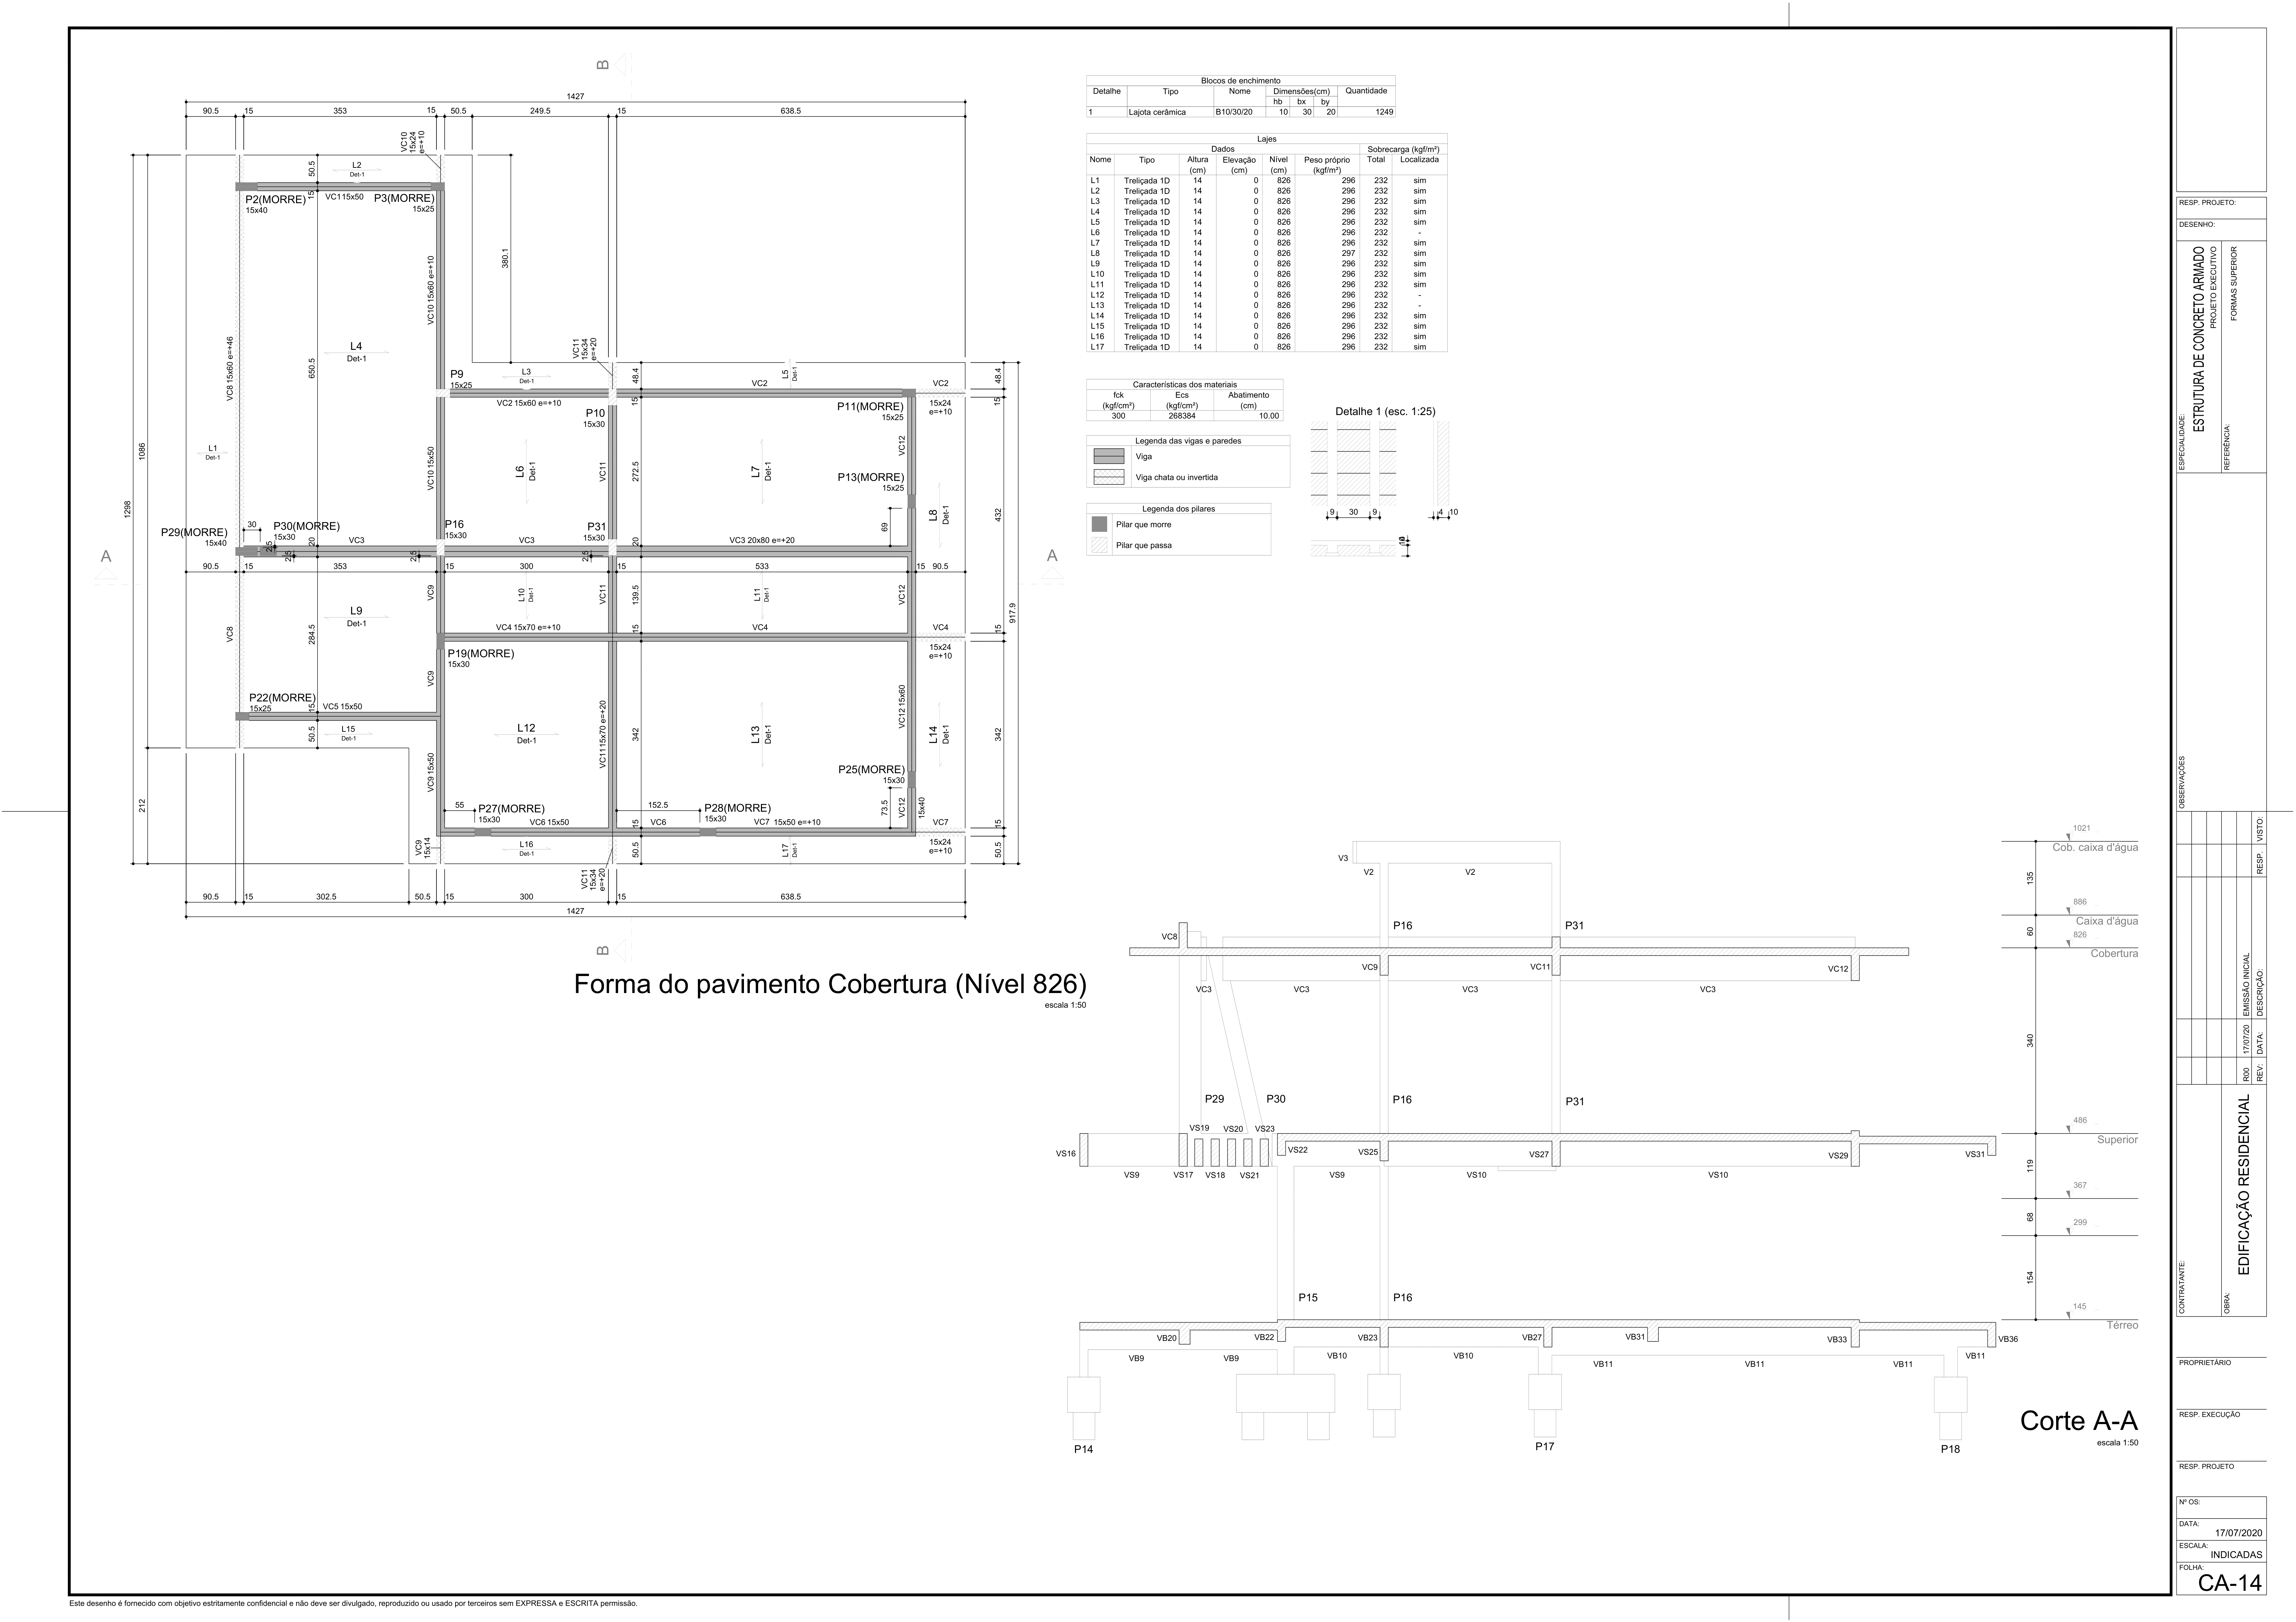 B
1427
90.5 15 353 15 50.5 249.5 15 638.5
VC10
15x24
e=+10
L2
Det-1
50.5
15
P2(MORRE)
15x40
VC1 15x50
P3(MORRE)
15x25
380.1
VC10 15x60 e=+10
VC8 15x60 e=+46
L4
Det-1
650.5
VC11
15x34
e=+20
P9
15x25
L3
Det-1
48.4
L5
Det-1
VC2
VC2
48.4
15
VC2 15x60 e=+10
15
P10
15x30
P11(MORRE)
15x25
15x24
e=+10
1086
1298
L1
Det-1
VC10 15x50
L6
Det-1
VC11
272.5
L7
Det-1
VC12
P13(MORRE)
15x25
L8
Det-1
432
69
P29(MORRE)
15x40
30
P30(MORRE)
15x30
P16
15x30
P31
15x30
2.5
2.5
20
VC3
2.5
VC3
2.5
20
VC3 20x80 e=+20
A
A
90.5 15 353 15 300 15 533 15 90.5
VC8
L9
Det-1
284.5
VC9
L10
Det-1
VC11
139.5
L11
Det-1
VC12
917.9
VC4 15x70 e=+10
15
VC4
VC4
15
15x24
e=+10
P19(MORRE)
15x30
VC9
P22(MORRE)
15x25
15
VC5 15x50
50.5
L15
Det-1
VC9 15x50
L12
Det-1
VC11 15x70 e=+20
342
L13
Det-1
VC12 15x60
L14
Det-1
342
212
P25(MORRE)
15x30
55
P27(MORRE)
15x30
152.5
P28(MORRE)
15x30
73.5
VC12
15x40
VC6 15x50
VC6
15
VC7 15x50 e=+10
VC7
15
15x24
e=+10
VC9
15x14
L16
Det-1
50.5
L17
Det-1
50.5
VC11
15x34
e=+20
90.5 15 302.5 50.5 15 300 15 638.5
1427
B
Forma do pavimento Cobertura (Nível 826)
escala 1:50
Blocos de enchimento
Detalhe Tipo Nome Dimensões(cm) Quantidade
hb bx by
1 Lajota cerâmica B10/30/20 10 30 20 1249
Lajes
Dados Sobrecarga (kgf/m²)
Nome Tipo Altura Elevação Nível Peso próprio Total Localizada
(cm) (cm) (cm) (kgf/m²)
L1 Treliçada 1D 14 0 826 296 232 sim
L2 Treliçada 1D 14 0 826 296 232 sim
L3 Treliçada 1D 14 0 826 296 232 sim
L4 Treliçada 1D 14 0 826 296 232 sim
L5 Treliçada 1D 14 0 826 296 232 sim
L6 Treliçada 1D 14 0 826 296 232 -
L7 Treliçada 1D 14 0 826 296 232 sim
L8 Treliçada 1D 14 0 826 297 232 sim
L9 Treliçada 1D 14 0 826 296 232 sim
L10 Treliçada 1D 14 0 826 296 232 sim
L11 Treliçada 1D 14 0 826 296 232 sim
L12 Treliçada 1D 14 0 826 296 232 -
L13 Treliçada 1D 14 0 826 296 232 -
L14 Treliçada 1D 14 0 826 296 232 sim
L15 Treliçada 1D 14 0 826 296 232 sim
L16 Treliçada 1D 14 0 826 296 232 sim
L17 Treliçada 1D 14 0 826 296 232 sim
Características dos materiais
fck Ecs Abatimento
(kgf/cm²) (kgf/cm²) (cm)
300 268384 10.00
Legenda das vigas e paredes
Viga
Viga chata ou invertida
Legenda dos pilares
Pilar que morre
Pilar que passa
Detalhe 1 (esc. 1:25)
9 30 9 4 10
V3
V2 V2
P16 P31
VC8
VC9 VC11 VC12
VC3 VC3 VC3 VC3
P29 P30 P16 P31
VS19 VS20 VS23
VS16 VS22 VS25 VS27 VS29 VS31
VS9 VS17 VS18 VS21 VS9 VS10 VS10
P15 P16
VB20 VB22 VB23 VB27 VB31 VB33 VB36
VB9 VB9 VB10 VB10 VB11 VB11 VB11 VB11
P14 P17 P18
1021
Cob. caixa d'água
135
886
Caixa d'água
60
826
Cobertura
340
486
Superior
119
367
68
299
154
145
Térreo
Corte A-A
escala 1:50
RESP. PROJETO:
DESENHO:
ESPECIALIDADE:
ESTRUTURA DE CONCRETO ARMADO
PROJETO EXECUTIVO
REFERÊNCIA:
FORMAS SUPERIOR
OBSERVAÇÕES
R00 17/07/20 EMISSÃO INICIAL
REV: DATA: DESCRIÇÃO: RESP. VISTO:
CONTRATANTE:
OBRA:
EDIFICAÇÃO RESIDENCIAL
PROPRIETÁRIO
RESP. EXECUÇÃO
RESP. PROJETO
Nº OS:
DATA:
17/07/2020
ESCALA:
INDICADAS
FOLHA:
CA-14
Este desenho é fornecido com objetivo estritamente confidencial e não deve ser divulgado, reproduzido ou usado por terceiros sem EXPRESSA e ESCRITA permissão.